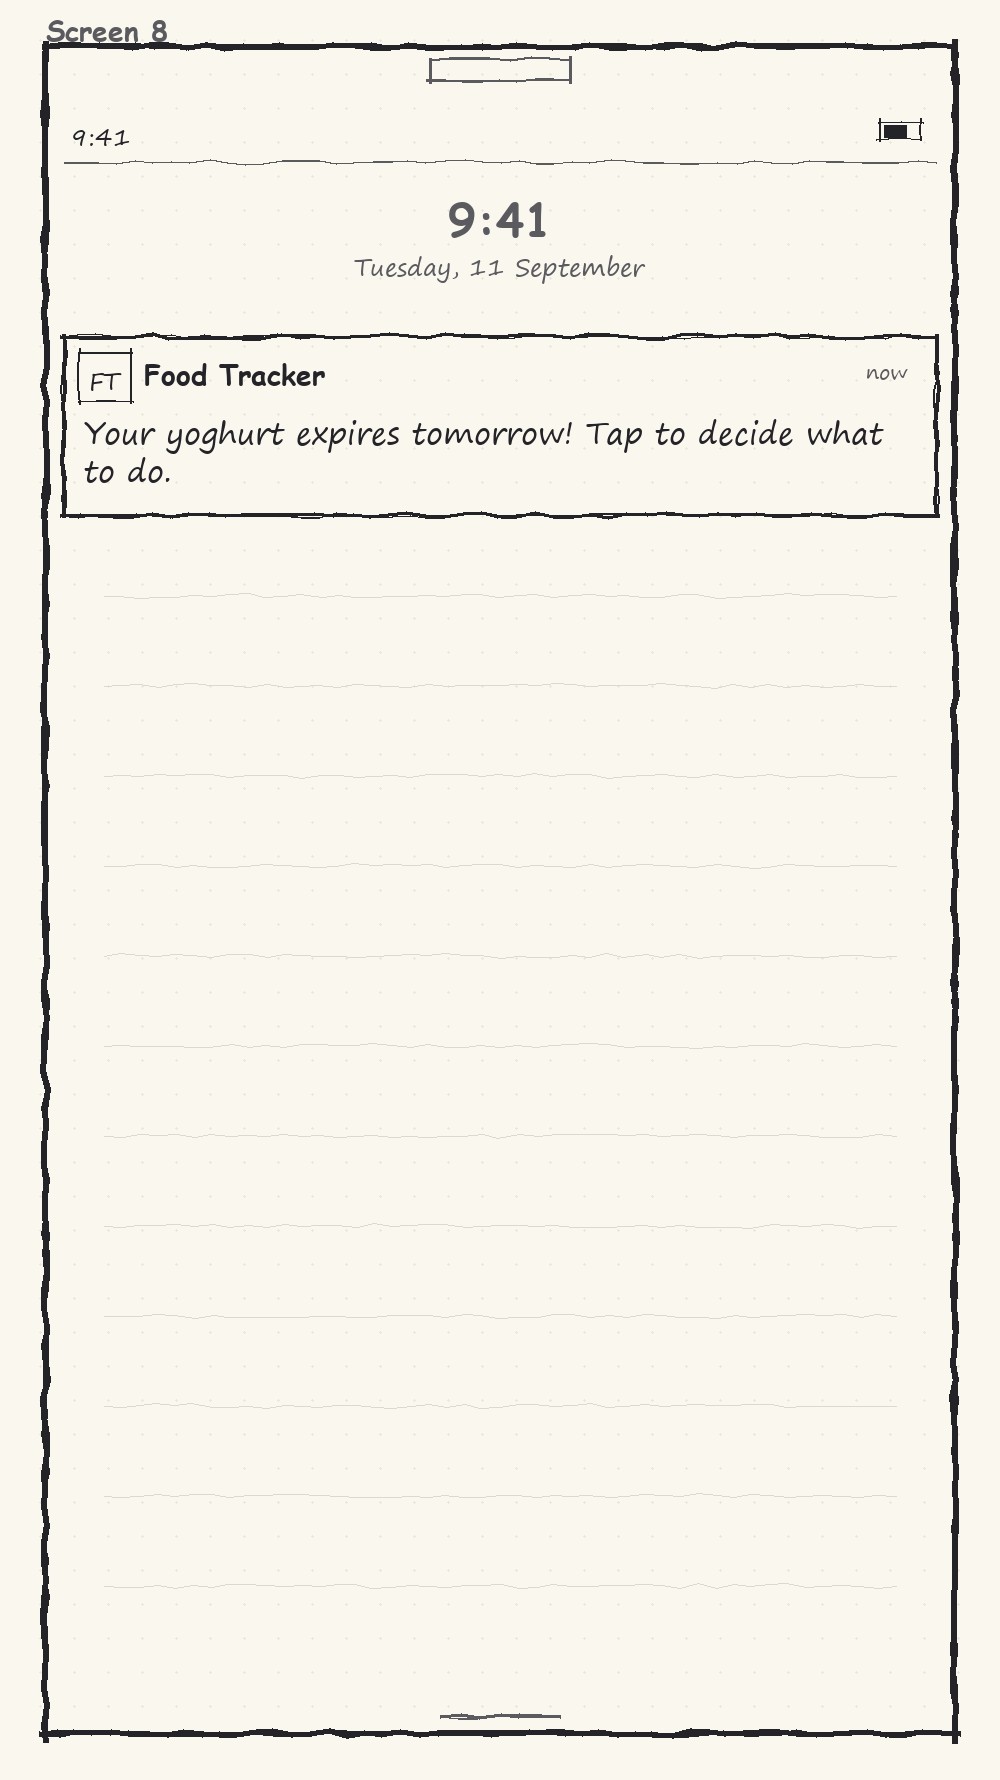 Screen 8
9:41
9:41
Tuesday, 11 September
FT
Food Tracker
now
Your yoghurt expires tomorrow! Tap to decide what
to do.